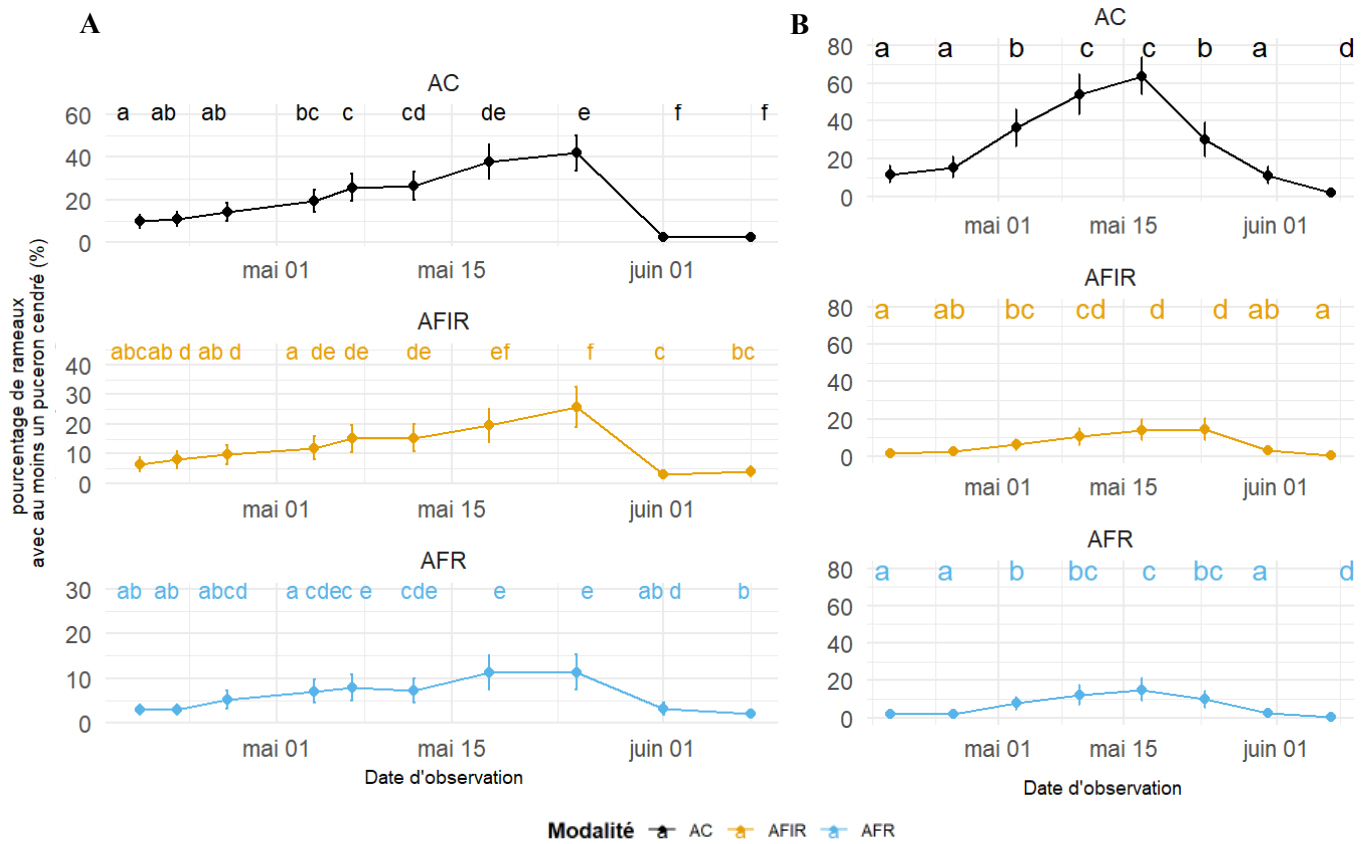 A
AC
a ab ab bc c cd de e f f
60
40
20
0
mai 01 mai 15 juin 01
pourcentage de rameaux
avec au moins un puceron cendré (%)
AFIR
abcab d ab d a de de de ef f c bc
40
30
20
10
0
mai 01 mai 15 juin 01
AFR
ab ab abcd a cdec e cde e e ab d b
30
20
10
0
mai 01 mai 15 juin 01
Date d'observation
B
AC
a a b c c b a d
80
60
40
20
0
mai 01 mai 15 juin 01
AFIR
a ab bc cd d d ab a
80
60
40
20
0
mai 01 mai 15 juin 01
AFR
a a b bc c bc a d
80
60
40
20
0
mai 01 mai 15 juin 01
Date d'observation
Modalité a AC a AFIR a AFR